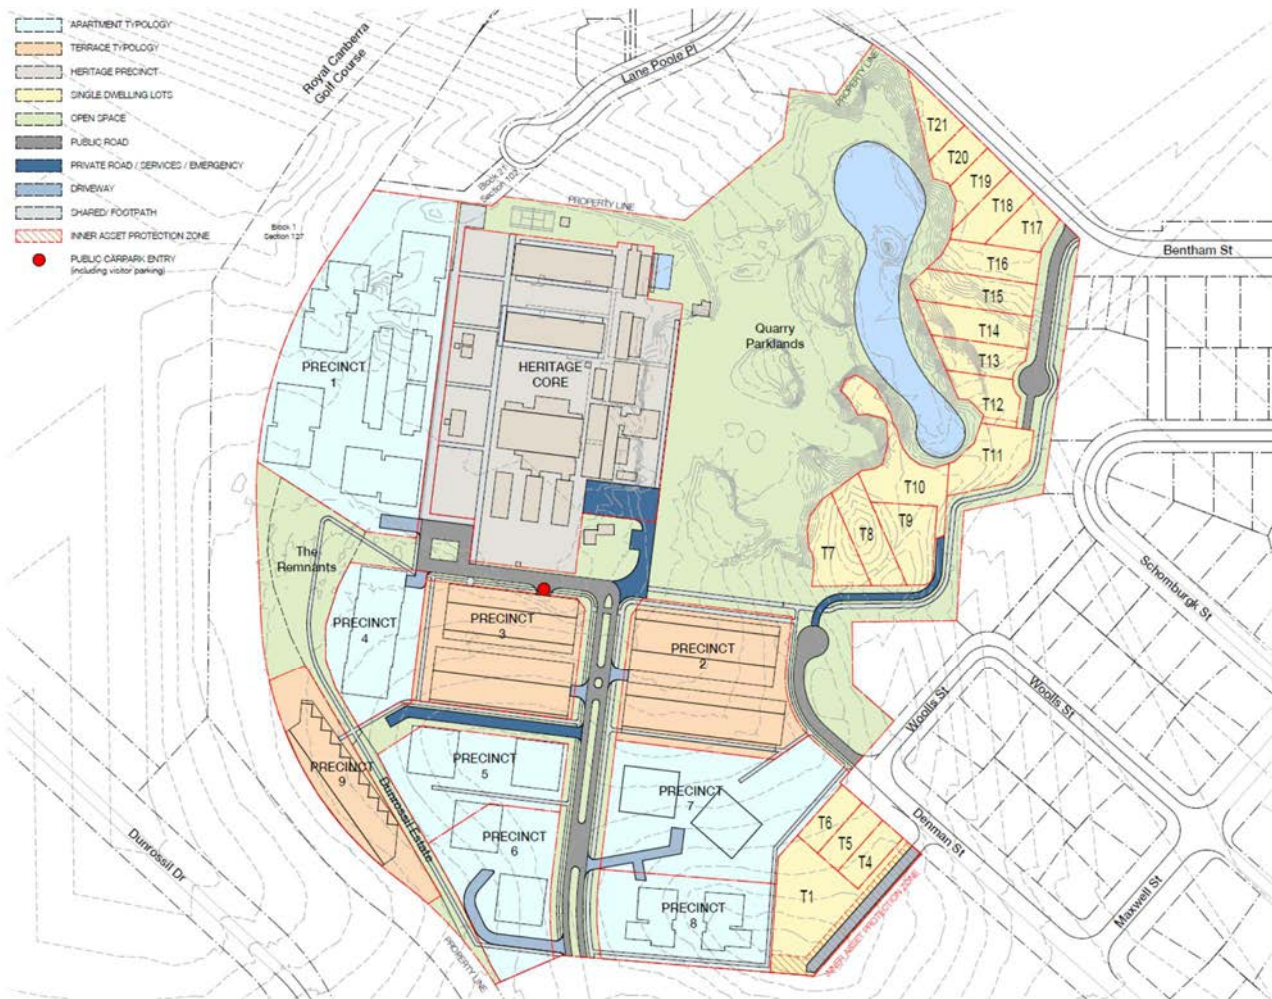 APARTMENT TYPOLOGY
TERRACE TYPOLOGY
HERITAGE PRECINCT
SINGLE DWELLING LOTS
OPEN SPACE
PUBLIC ROAD
PRIVATE ROAD / SERVICES / EMERGENCY
DRIVEWAY
SHARED/ FOOTPATH
INNER ASSET PROTECTION ZONE
PUBLIC CARPARK ENTRY
(including visitor parking)
Royal Canberra
Golf Course
Lane Poole Pl
PROPERTY LINE
Block 21
Section 102
PROPERTY LINE
Block 1
Section 127
T21
T20
T19
T18
T17
Bentham St
T16
T15
T14
T13
T12
T11
T10
T9
T8
T7
Quarry
Parklands
HERITAGE
CORE
PRECINCT
1
The
Remnants
PRECINCT
4
PRECINCT
3
PRECINCT
2
Schomburgk St
Woolls St
Woolls St
PRECINCT
9
PRECINCT
5
PRECINCT
7
Dunrossil Estate
Dunrossil Dr
PRECINCT
6
T6
T5
T4
T1
Denman St
Maxwell St
PRECINCT
8
PROPERTY LINE
INNER ASSET PROTECTION ZONE